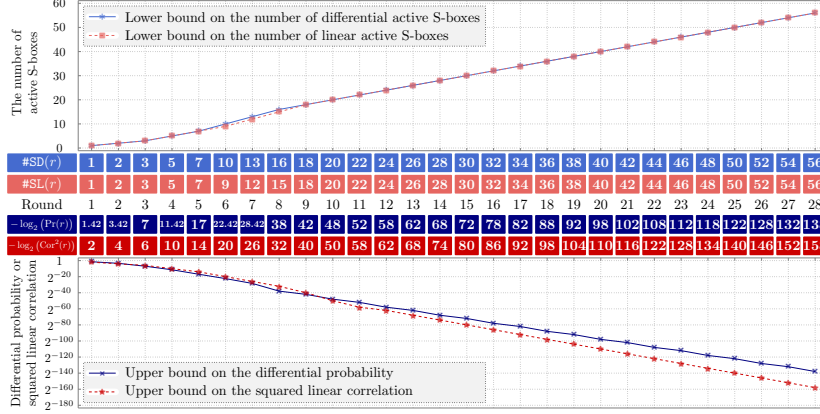 60
50
40
30
20
10
0
The number of
active S-boxes
Lower bound on the number of differential active S-boxes
Lower bound on the number of linear active S-boxes
#SD(r) 1 2 3 5 7 10 13 16 18 20 22 24 26 28 30 32 34 36 38 40 42 44 46 48 50 52 54 56
#SL(r) 1 2 3 5 7 9 12 15 18 20 22 24 26 28 30 32 34 36 38 40 42 44 46 48 50 52 54 56
Round 1 2 3 4 5 6 7 8 9 10 11 12 13 14 15 16 17 18 19 20 21 22 23 24 25 26 27 28
−log₂(Pr(r)) 1.42 3.42 7 11.42 17 22.42 28.42 38 42 48 52 58 62 68 72 78 82 88 92 98 102 108 112 118 122 128 132
−log₂(Cor²(r)) 2 4 6 10 14 20 26 32 40 50 58 62 68 74 80 86 92 98 104 110 116 122 128 134 140 146 152
1
2⁻²⁰
2⁻⁴⁰
2⁻⁶⁰
2⁻⁸⁰
2⁻¹⁰⁰
2⁻¹²⁰
2⁻¹⁴⁰
2⁻¹⁶⁰
2⁻¹⁸⁰
Differential probability or
squared linear correlation
Upper bound on the differential probability
Upper bound on the squared linear correlation